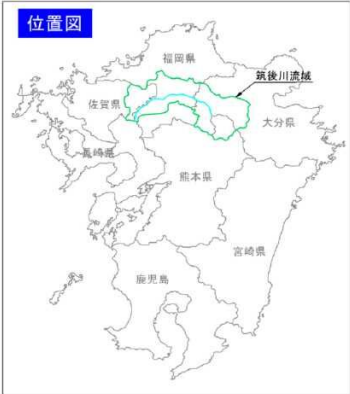 位置図
福岡県
筑後川流域
佐賀県
大分県
長崎県
熊本県
宮崎県
鹿児島